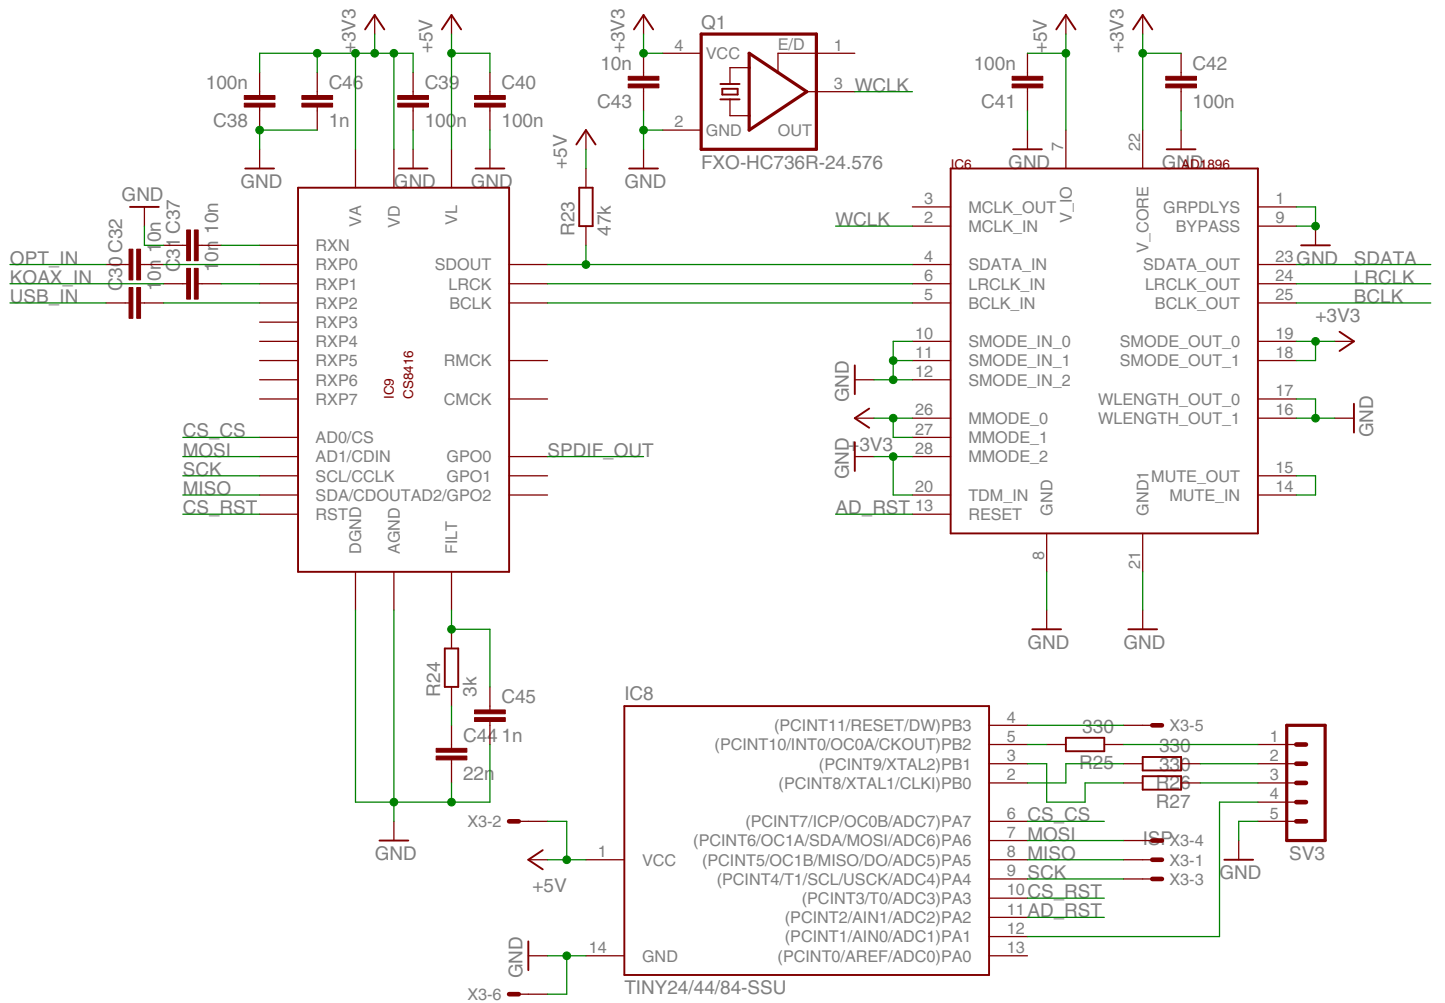 +3V3
+5V
100n
C46
C38
1n
C39
100n
C40
100n
GND
GND
GND
+3V3
10n
C43
GND
Q1
4
VCC
E/D
1
3
WCLK
2
GND
OUT
FXO-HC736R-24.576
+5V
100n
C41
GND
7
+3V3
C42
100n
GND
22
+5V
R23
47k
GND
C32
10n
C37
10n
C30
10n
C31
10n
OPT_IN
KOAX_IN
USB_IN
CS_CS
MOSI
SCK
MISO
CS_RST
VA
VD
VL
RXN
RXP0
RXP1
RXP2
RXP3
RXP4
RXP5
RXP6
RXP7
AD0/CS
AD1/CDIN
SCL/CCLK
SDA/CDOUT
RST
IC9
CS8416
SDOUT
LRCK
BCLK
RMCK
CMCK
GPO0
GPO1
AD2/GPO2
DGND
AGND
FILT
SPDIF_OUT
R24
3k
C45
1n
C44
22n
GND
IC6
AD1896
WCLK
3
MCLK_OUT
2
MCLK_IN
4
SDATA_IN
6
LRCLK_IN
5
BCLK_IN
10
SMODE_IN_0
11
SMODE_IN_1
12
SMODE_IN_2
GND
26
MMODE_0
27
MMODE_1
+3V3
28
MMODE_2
GND
20
TDM_IN
AD_RST
13
RESET
V_IO
V_CORE
GRPDLYS
1
BYPASS
9
GND
SDATA_OUT
23
SDATA
LRCLK_OUT
24
LRCLK
BCLK_OUT
25
BCLK
+3V3
SMODE_OUT_0
19
SMODE_OUT_1
18
WLENGTH_OUT_0
17
WLENGTH_OUT_1
16
GND
MUTE_OUT
15
MUTE_IN
14
GND
GND1
8
21
GND
GND
IC8
(PCINT11/RESET/DW)PB3
4
X3-5
(PCINT10/INT0/OC0A/CKOUT)PB2
5
330
R25
(PCINT9/XTAL2)PB1
3
330
R26
(PCINT8/XTAL1/CLKI)PB0
2
330
R27
(PCINT7/ICP/OC0B/ADC7)PA7
6
CS_CS
(PCINT6/OC1A/SDA/MOSI/ADC6)PA6
7
MOSI
ISP
X3-4
(PCINT5/OC1B/MISO/DO/ADC5)PA5
8
MISO
X3-1
(PCINT4/T1/SCL/USCK/ADC4)PA4
9
SCK
X3-3
(PCINT3/T0/ADC3)PA3
10
CS_RST
(PCINT2/AIN1/ADC2)PA2
11
AD_RST
(PCINT1/AIN0/ADC1)PA1
12
(PCINT0/AREF/ADC0)PA0
13
X3-2
+5V
1
VCC
GND
14
GND
X3-6
TINY24/44/84-SSU
1
2
3
4
5
SV3
GND